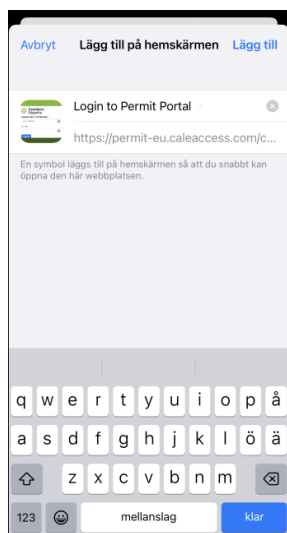 Avbryt Lägg till på hemskärmen Lägg till
Login to Permit Portal
https://permit-eu.caleaccess.com/c...
En symbol läggs till på hemskärmen så att du snabbt kan
öppna den här webbplatsen.
q w e r t y u i o p å
a s d f g h j k l ö ä
z x c v b n m
123 mellanslag klar